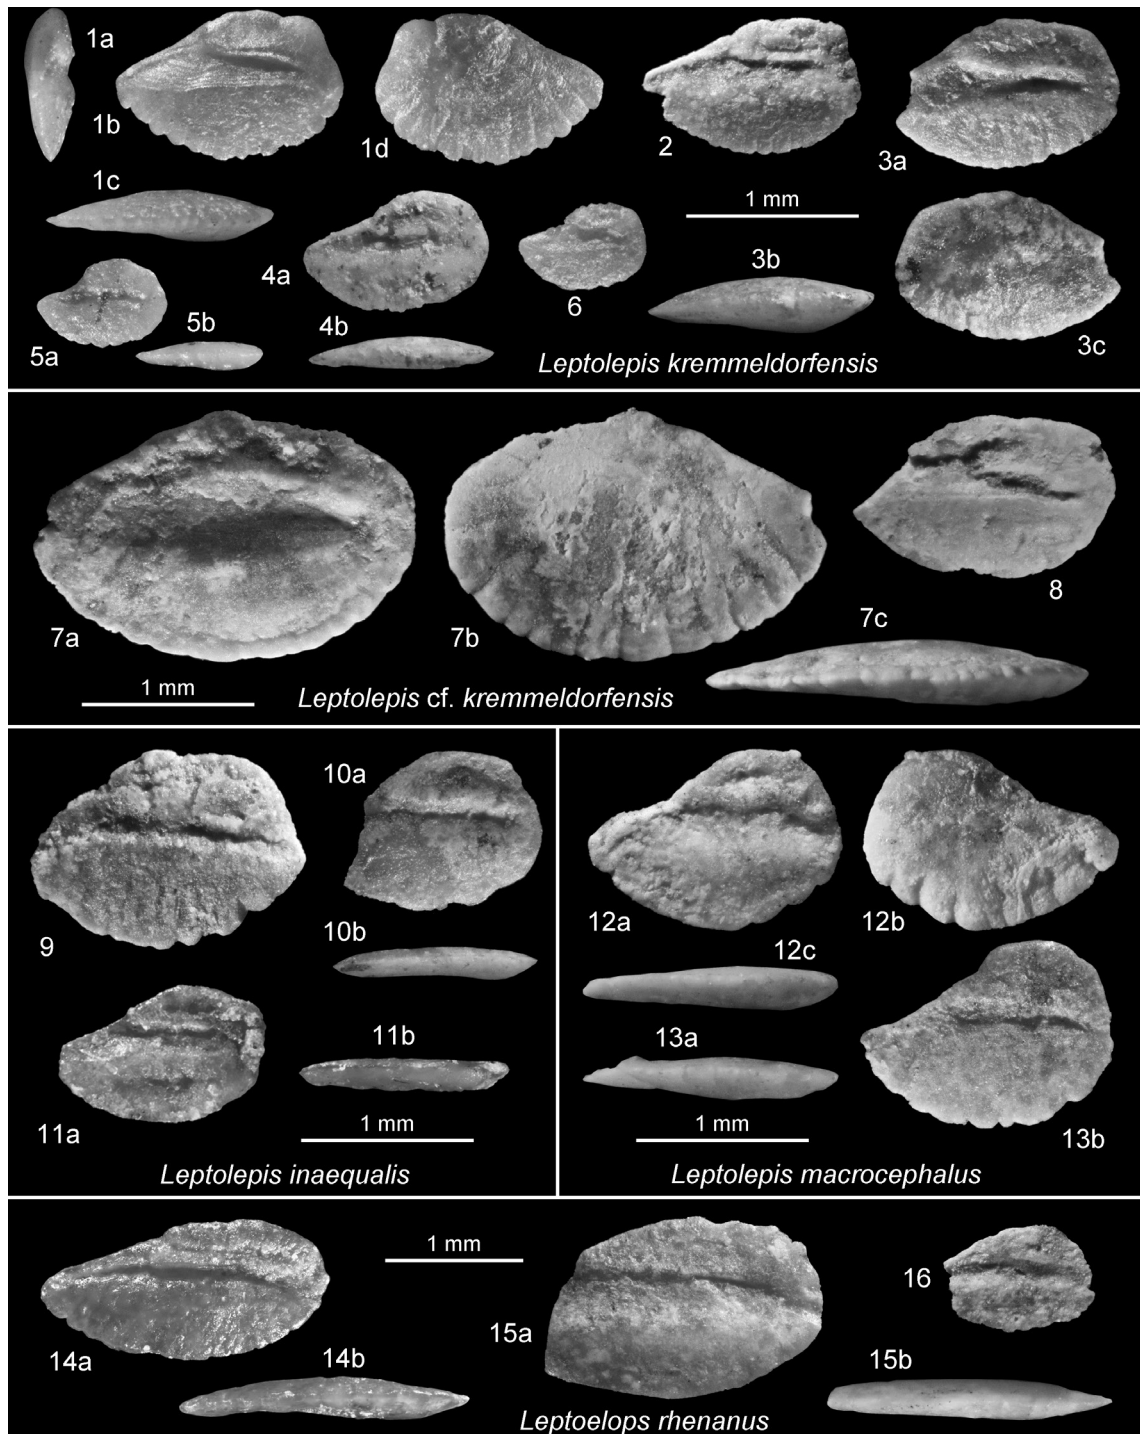 1a
1b
1d
2
3a
1c
1 mm
4a
3b
6
5b
4b
5a
3c
Leptolepis kremmeldorfensis
7a
7b
8
7c
1 mm
Leptolepis cf. kremmeldorfensis
10a
9
10b
11b
11a
1 mm
Leptolepis inaequalis
12a
12b
12c
13a
1 mm
13b
Leptolepis macrocephalus
1 mm
16
14a
15a
14b
15b
Leptoelops rhenanus